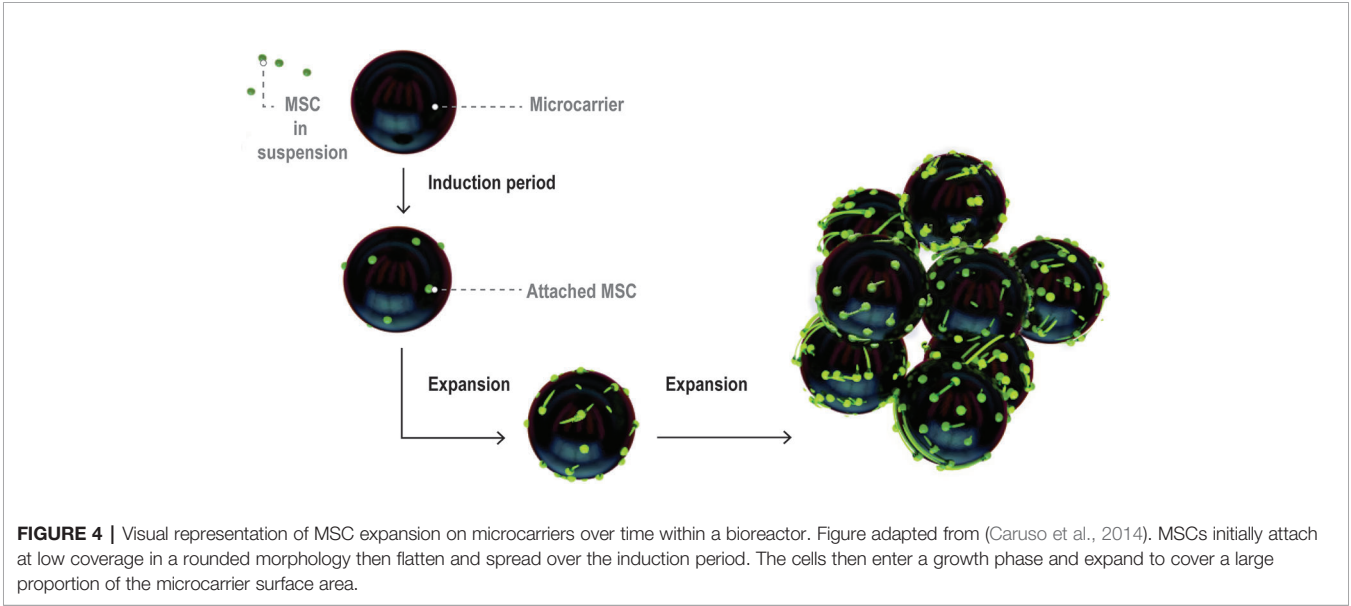 MSC
in
suspension
Microcarrier
Induction period
Attached MSC
Expansion
Expansion
FIGURE 4 | Visual representation of MSC expansion on microcarriers over time within a bioreactor. Figure adapted from (Caruso et al., 2014). MSCs initially attach
at low coverage in a rounded morphology then flatten and spread over the induction period. The cells then enter a growth phase and expand to cover a large
proportion of the microcarrier surface area.